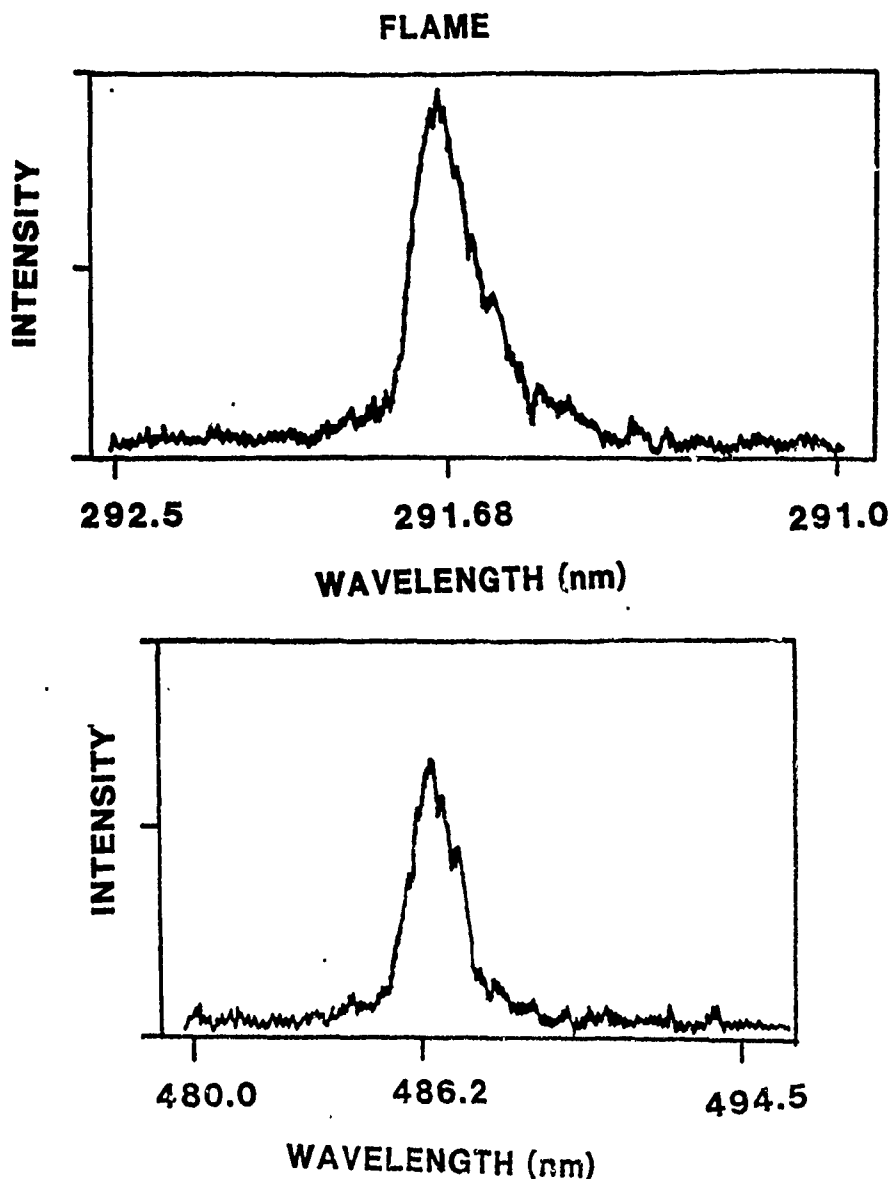 FLAME
INTENSITY
292.5 291.68 291.0
WAVELENGTH (nm)
INTENSITY
480.0 486.2 494.5
WAVELENGTH (nm)